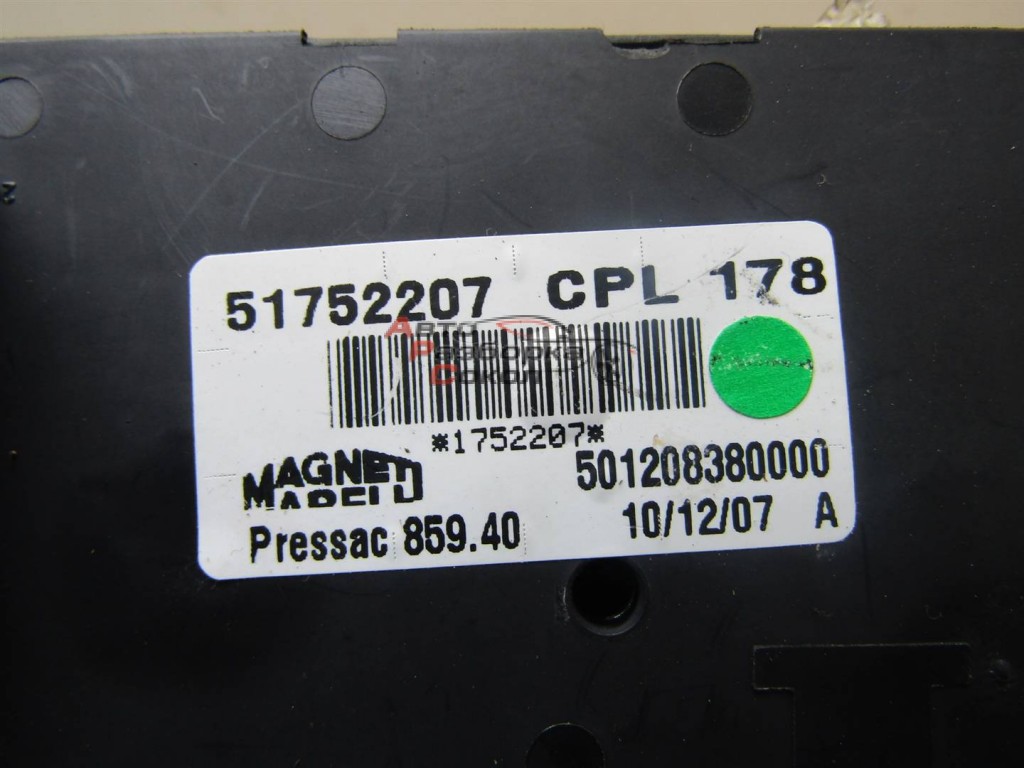 51752207 CPL 178
Авто
Разборка
Сокол
*1752207*
MAGNETI
MARELLI
501208380000
Pressac 859.40
10/12/07 A